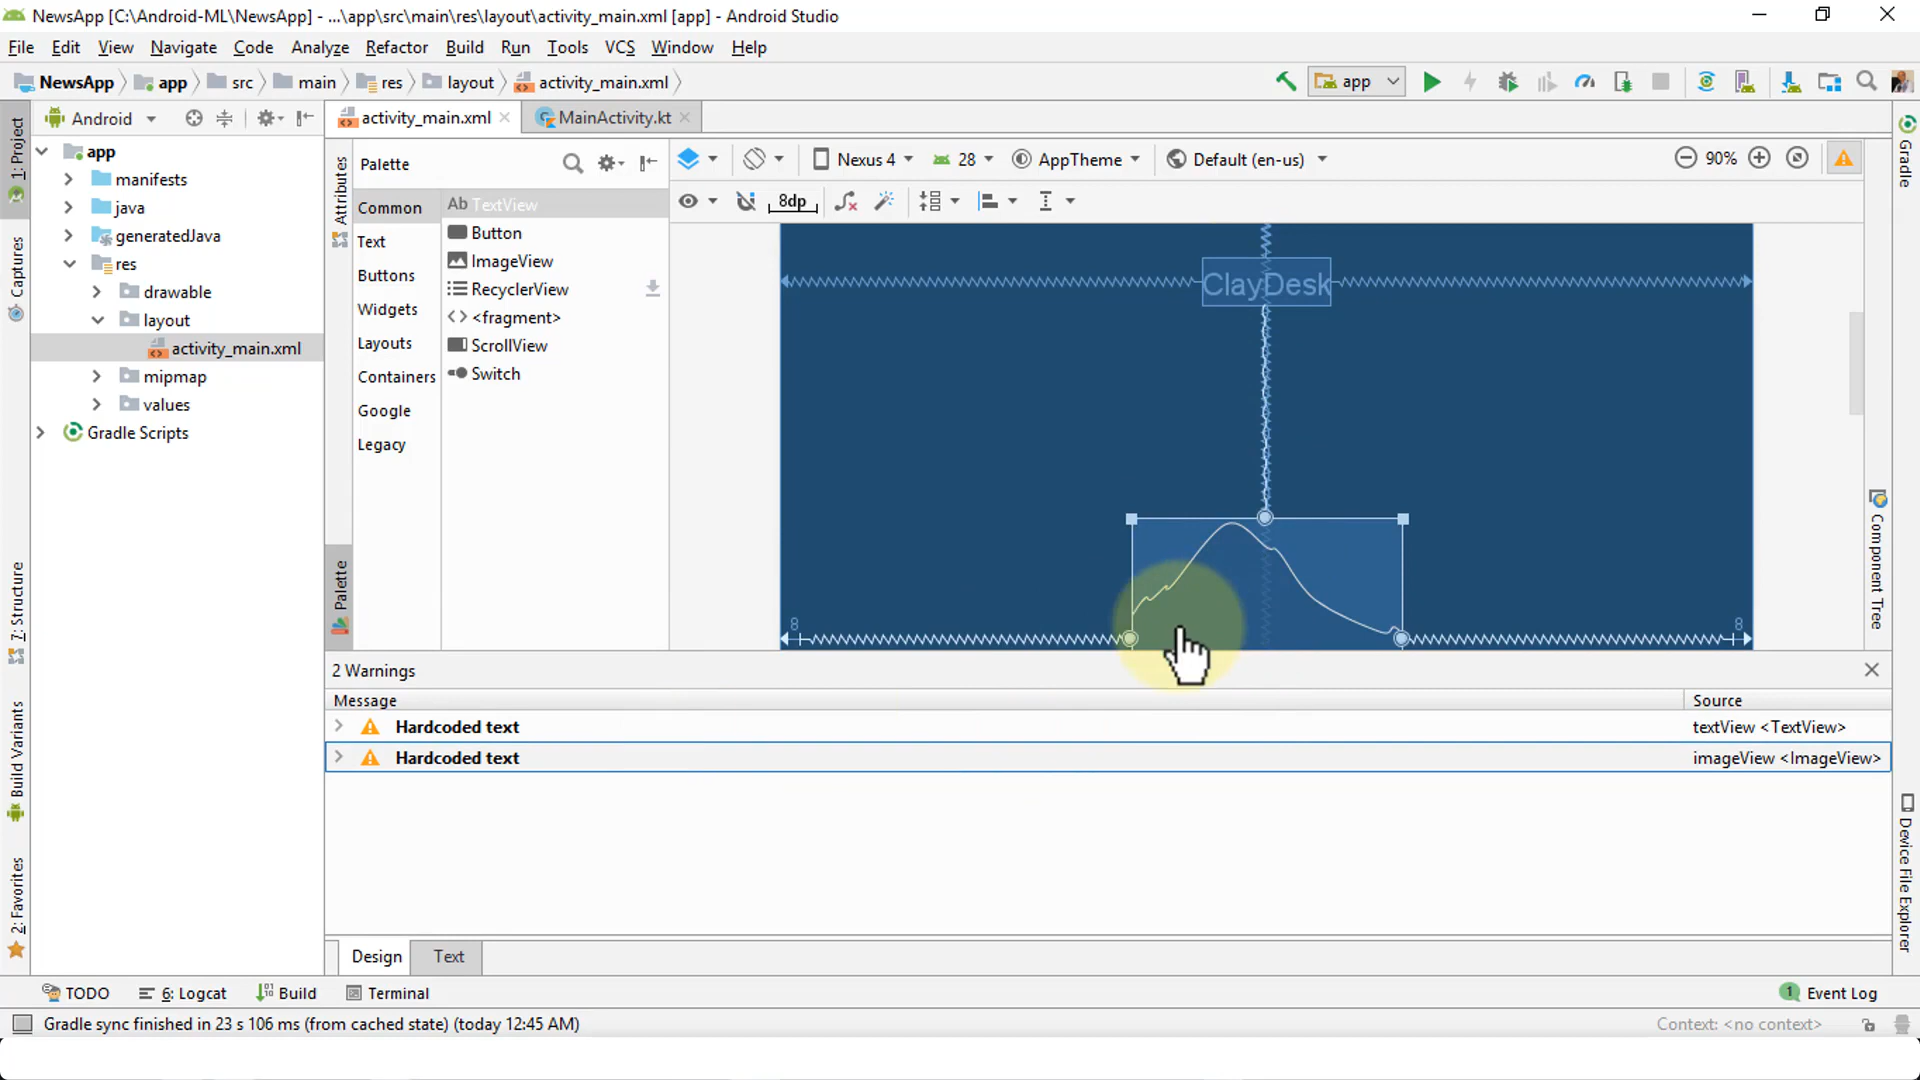 NewsApp [C:\Android-ML\NewsApp] - ...\app\src\main\res\layout\activity_main.xml [app] - Android Studio
File Edit View Navigate Code Analyze Refactor Build Run Tools VCS Window Help
NewsApp app src main res layout activity_main.xml app
1: Project
Captures
7: Structure
Build Variants
2: Favorites
Android
app
manifests
java
generatedJava
res
drawable
layout
activity_main.xml
mipmap
values
Gradle Scripts
activity_main.xml MainActivity.kt
Attributes
Palette
Palette
Common
Text
Buttons
Widgets
Layouts
Containers
Google
Legacy
Ab TextView
Button
ImageView
RecyclerView
<fragment>
ScrollView
Switch
Nexus 4 28 AppTheme Default (en-us) 90%
8dp
ClayDesk
8 8
Gradle
Component Tree
Device File Explorer
2 Warnings
Message Source
Hardcoded text textView <TextView>
Hardcoded text imageView <ImageView>
Design Text
TODO 6: Logcat Build Terminal 1 Event Log
Gradle sync finished in 23 s 106 ms (from cached state) (today 12:45 AM) Context: <no context>